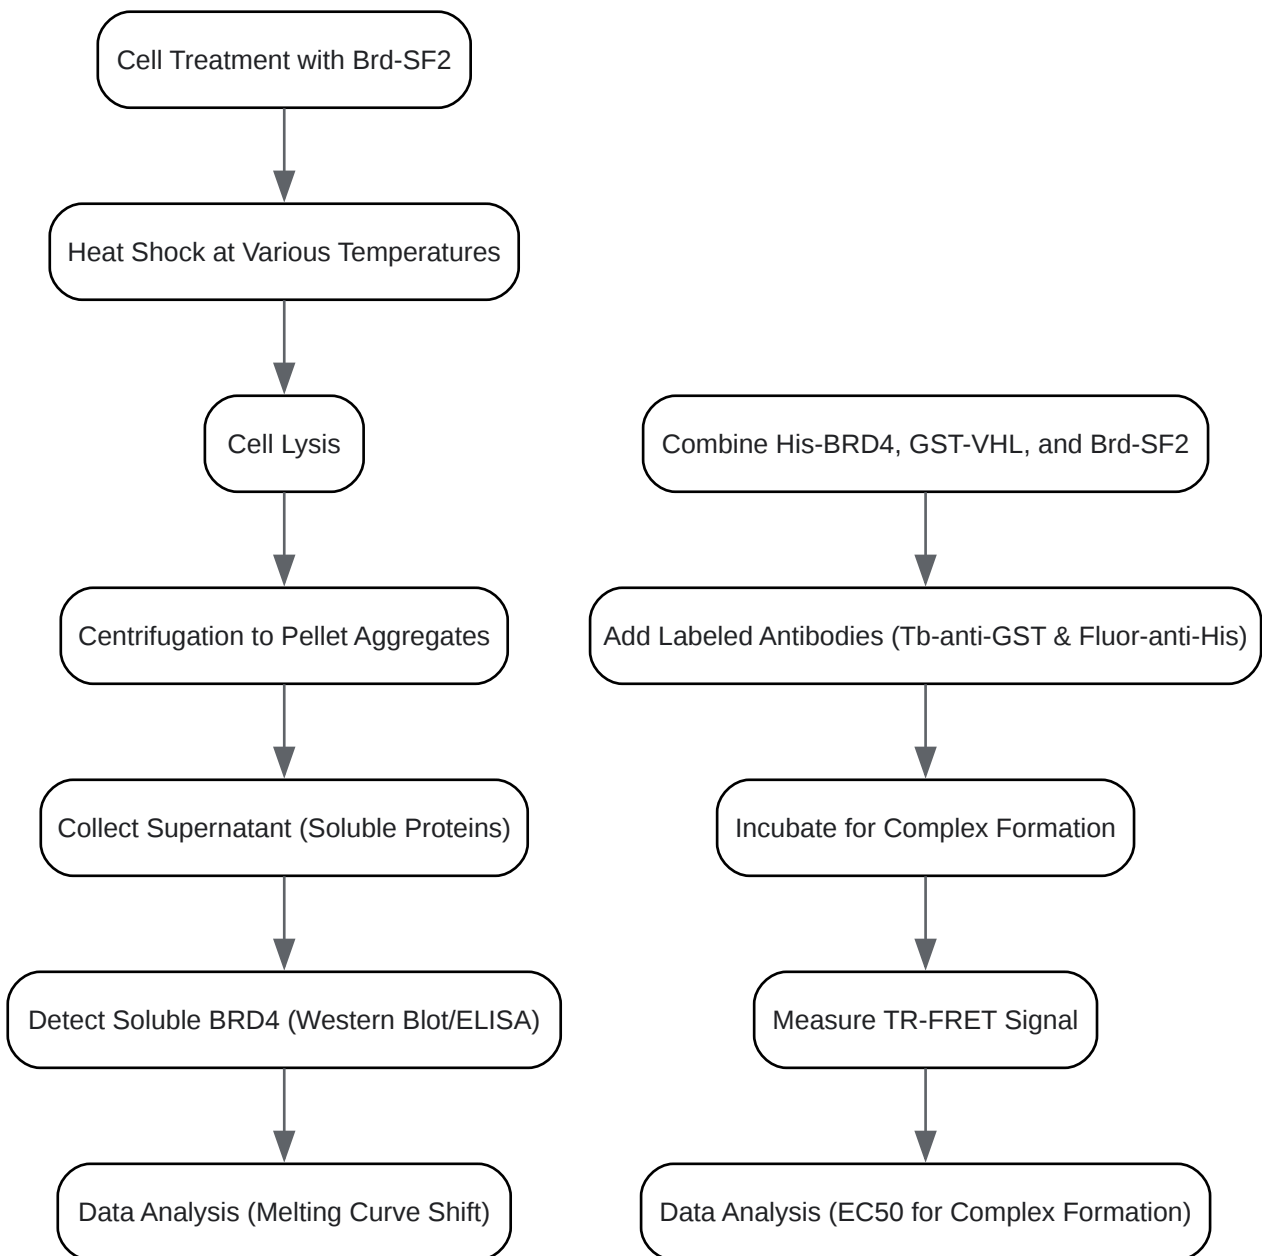 Cell Treatment with Brd-SF2
Heat Shock at Various Temperatures
Cell Lysis
Centrifugation to Pellet Aggregates
Collect Supernatant (Soluble Proteins)
Detect Soluble BRD4 (Western Blot/ELISA)
Data Analysis (Melting Curve Shift)
Combine His-BRD4, GST-VHL, and Brd-SF2
Add Labeled Antibodies (Tb-anti-GST & Fluor-anti-His)
Incubate for Complex Formation
Measure TR-FRET Signal
Data Analysis (EC50 for Complex Formation)